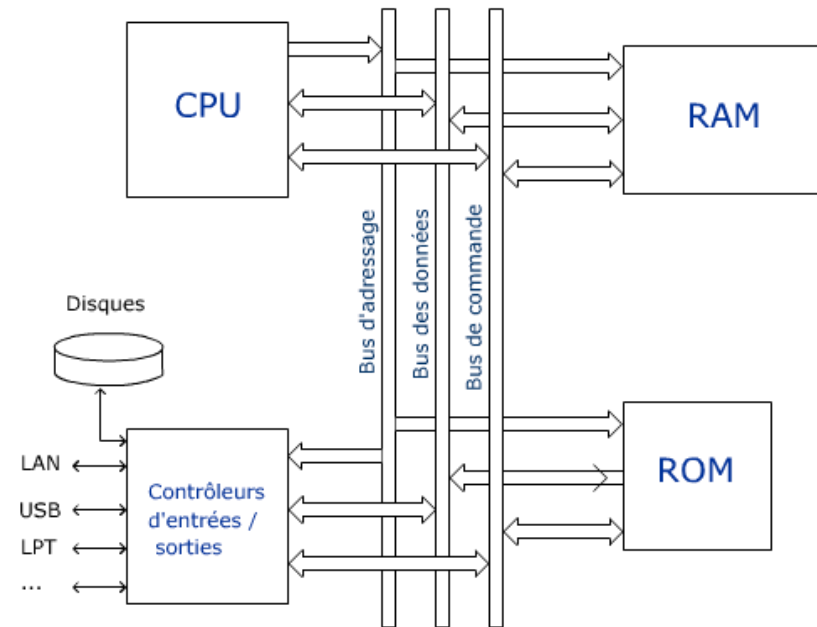 CPU
RAM
Bus d'adressage
Bus des données
Bus de commande
Disques
LAN
USB
LPT
...
Contrôleurs
d'entrées /
sorties
ROM